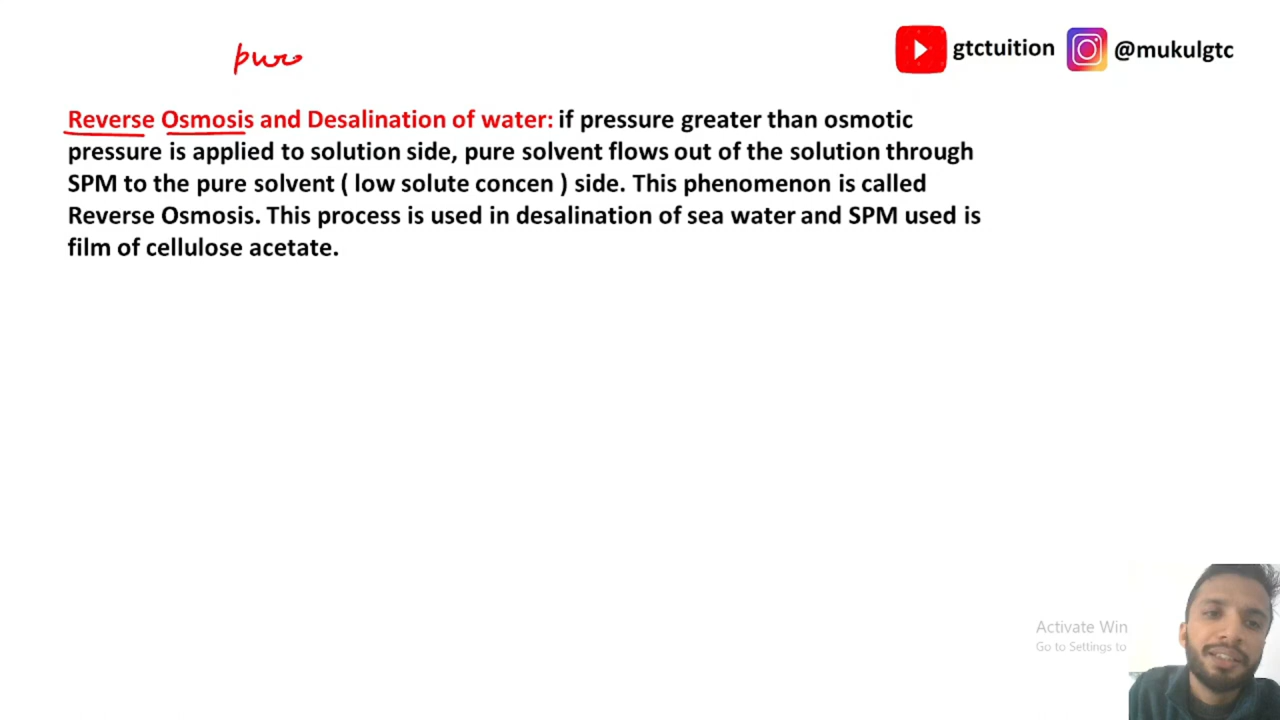 pure
gtctuition
@mukulgtc
Reverse Osmosis and Desalination of water: if pressure greater than osmotic
pressure is applied to solution side, pure solvent flows out of the solution through
SPM to the pure solvent ( low solute concen ) side. This phenomenon is called
Reverse Osmosis. This process is used in desalination of sea water and SPM used is
film of cellulose acetate.
Activate Win
Go to Settings to